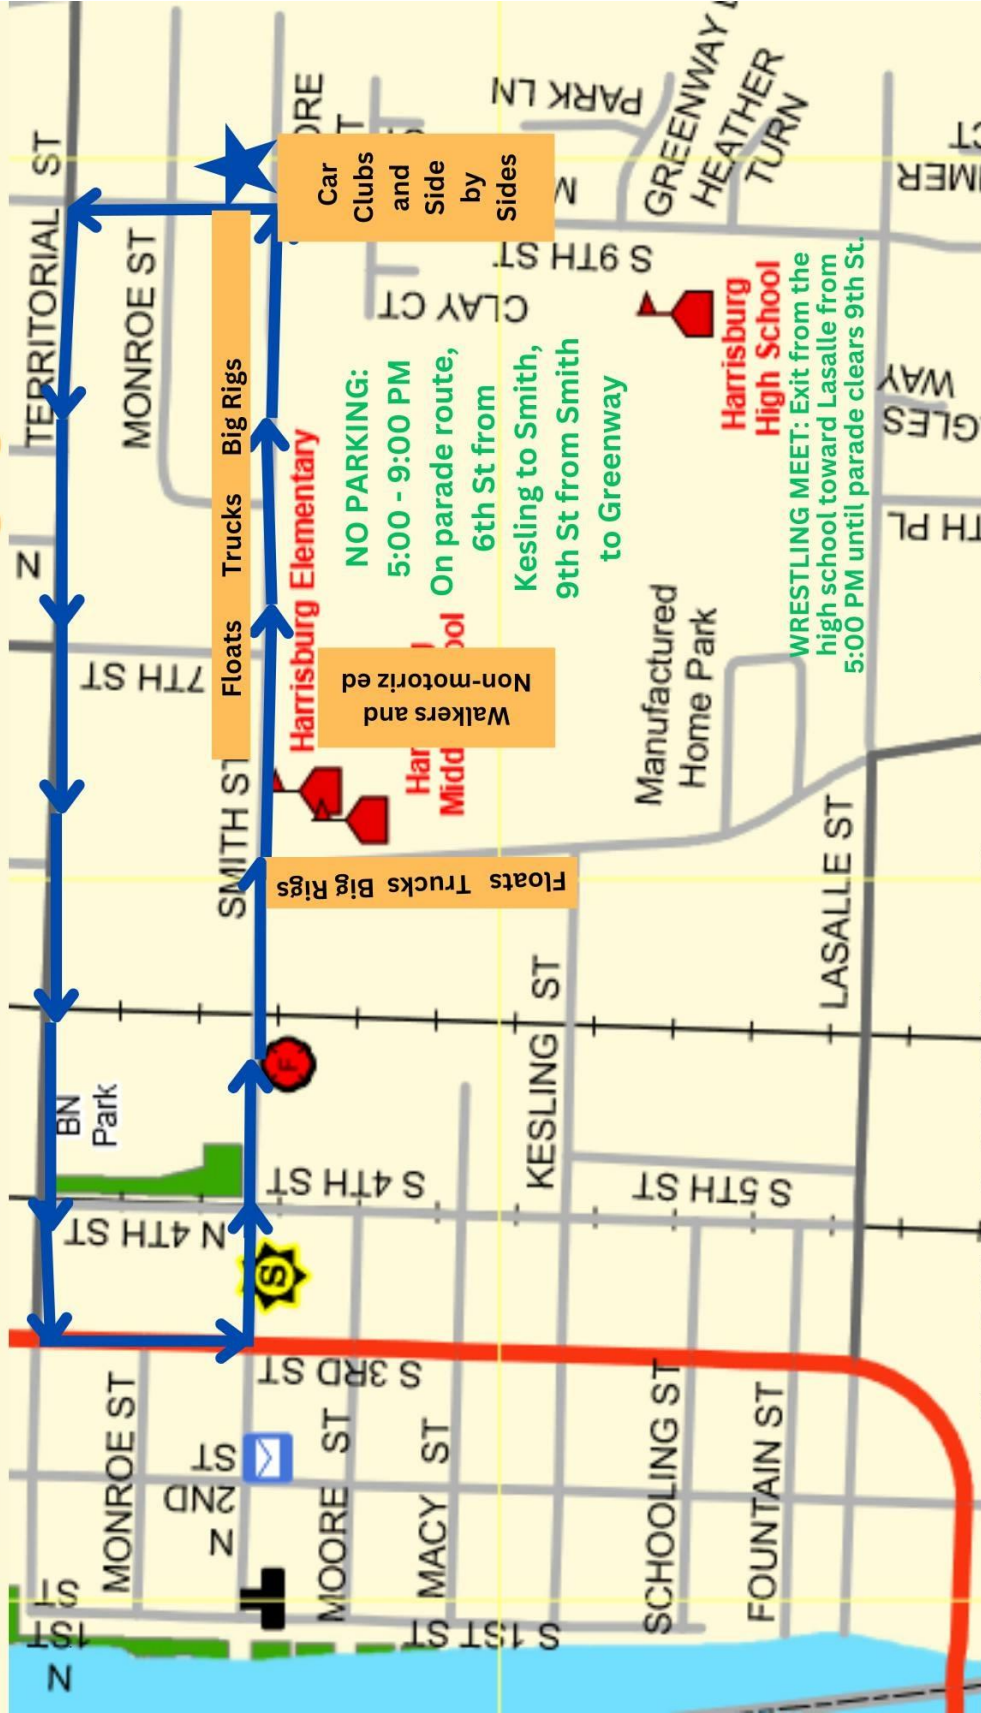 TERRITORIAL ST
MONROE ST
N
7TH ST
SMITH ST
Floats Trucks Big Rigs
Car
Clubs
and
Side
by
Sides
PARK LN
GREENWAY
HEATHER
TURN
S 9TH ST
CLAY CT
Harrisburg
High School
Harrisburg Elementary
NO PARKING:
5:00 - 9:00 PM
On parade route,
6th St from
Kesling to Smith,
9th St from Smith
to Greenway
WRESTLING MEET: Exit from the
high school toward Lasalle from
5:00 PM until parade clears 9th St.
WAY
TH PL
CT
Walkers and
Non-motoriz ed
Manufactured
Home Park
Floats Trucks Big Rigs
LASALLE ST
KESLING ST
F
BN
Park
N 4TH ST
S 4TH ST
S 5TH ST
S
S 3RD ST
MONROE ST
N 2ND ST
MOORE ST
MACY ST
SCHOOLING ST
FOUNTAIN ST
N 1ST ST
S 1ST ST